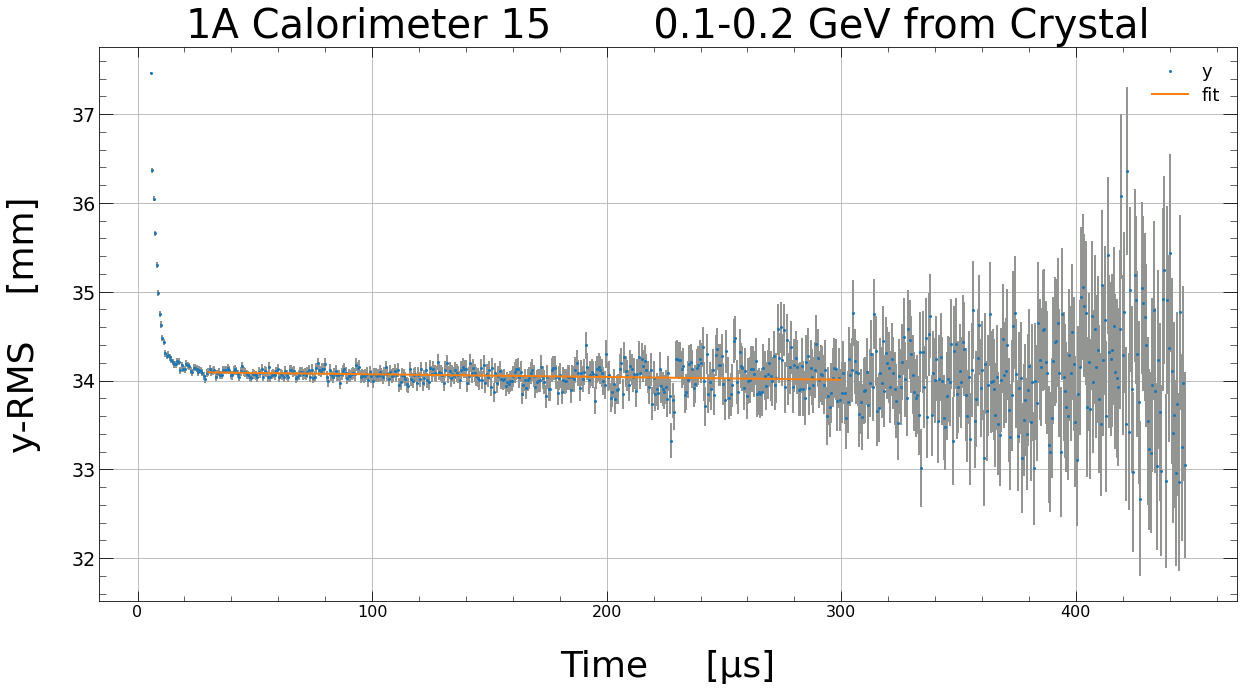 1A Calorimeter 15 0.1-0.2 GeV from Crystal
y
fit
37
36
35
34
33
32
y-RMS [mm]
0 100 200 300 400
Time [μs]